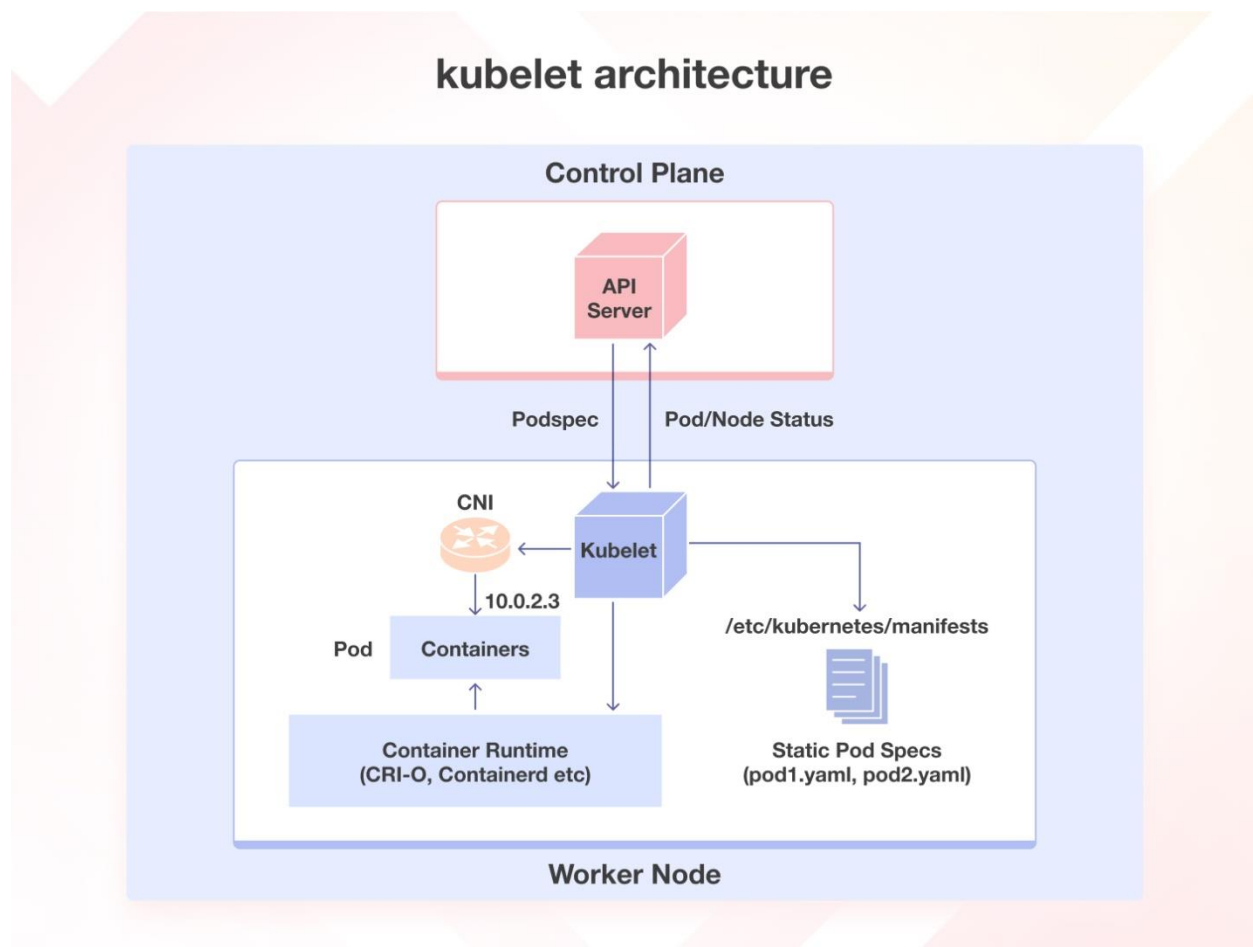 kubelet architecture
Control Plane
API
Server
Podspec
Pod/Node Status
CNI
Kubelet
10.0.2.3
/etc/kubernetes/manifests
Pod
Containers
Container Runtime
(CRI-O, Containerd etc)
Static Pod Specs
(pod1.yaml, pod2.yaml)
Worker Node